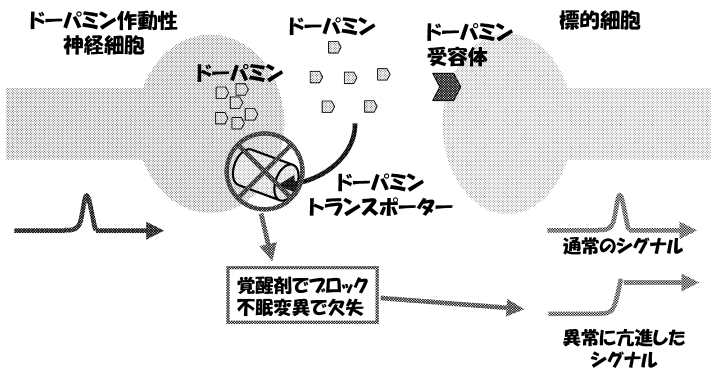 ドーパミン作動性
神経細胞
ドーパミン
ドーパミン
ドーパミン
受容体
標的細胞
ドーパミン
トランスポーター
通常のシグナル
覚醒剤でブロック
不眠変異で欠失
異常に亢進した
シグナル